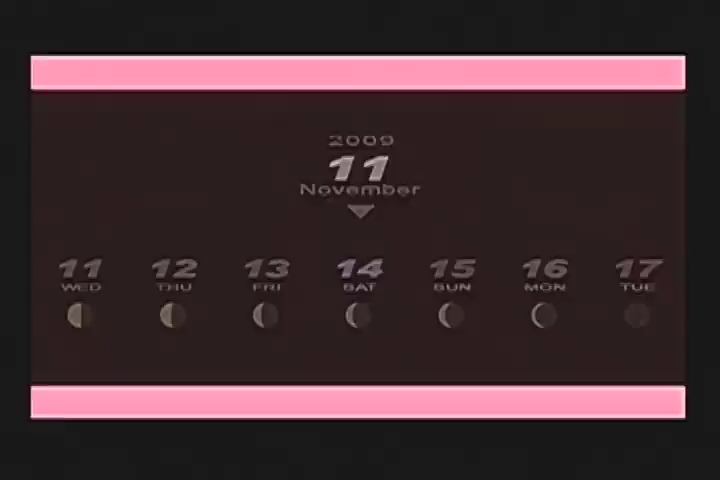 2009
11
November
11 12 13 14 15 16 17
WED THU FRI SAT SUN MON TUE